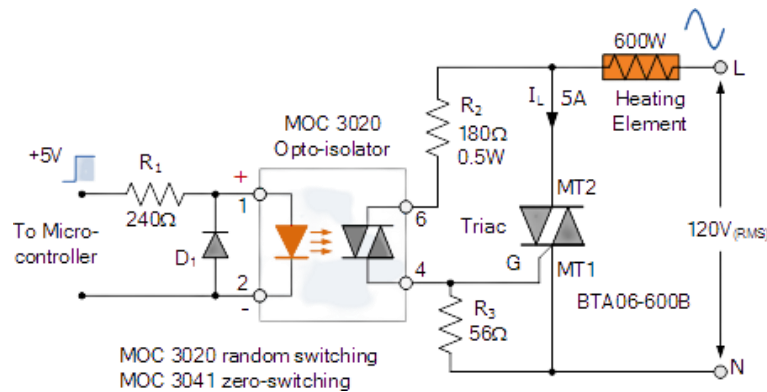 600W
L
Heating
Element
I_L 5A
R₂
180Ω
0.5W
MOC 3020
Opto-isolator
+5V
R₁
240Ω
+
1
6
MT2
To Micro-
controller
D₁
Triac
120V(RMS)
2
-
4
G
MT1
BTA06-600B
R₃
56Ω
MOC 3020 random switching
MOC 3041 zero-switching
N